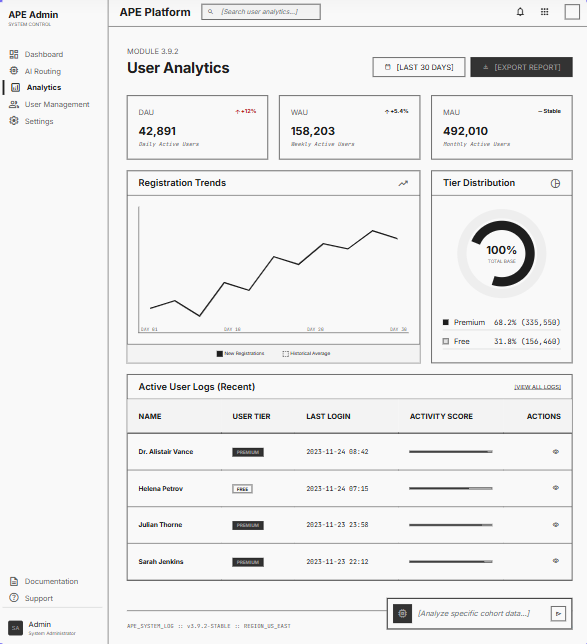 APE Admin
SYSTEM CONTROL
Dashboard
AI Routing
Analytics
User Management
Settings
Documentation
Support
SA
Admin
System Administrator
APE Platform
[Search user analytics...]
MODULE 3.9.2
User Analytics
[LAST 30 DAYS]
[EXPORT REPORT]
DAU
↑+12%
42,891
Daily Active Users
WAU
↑+5.4%
158,203
Weekly Active Users
MAU
– Stable
492,010
Monthly Active Users
Registration Trends
DAY 01
DAY 10
DAY 20
DAY 30
New Registrations
Historical Average
Tier Distribution
100%
TOTAL BASE
Premium 68.2% (335,550)
Free 31.8% (156,460)
Active User Logs (Recent)
[VIEW ALL LOGS]
NAME USER TIER LAST LOGIN ACTIVITY SCORE ACTIONS
Dr. Alistair Vance PREMIUM 2023-11-24 08:42
Helena Petrov FREE 2023-11-24 07:15
Julian Thorne PREMIUM 2023-11-23 23:58
Sarah Jenkins PREMIUM 2023-11-23 22:12
APE_SYSTEM_LOG :: v3.9.2-STABLE :: REGION_US_EAST
[Analyze specific cohort data...]